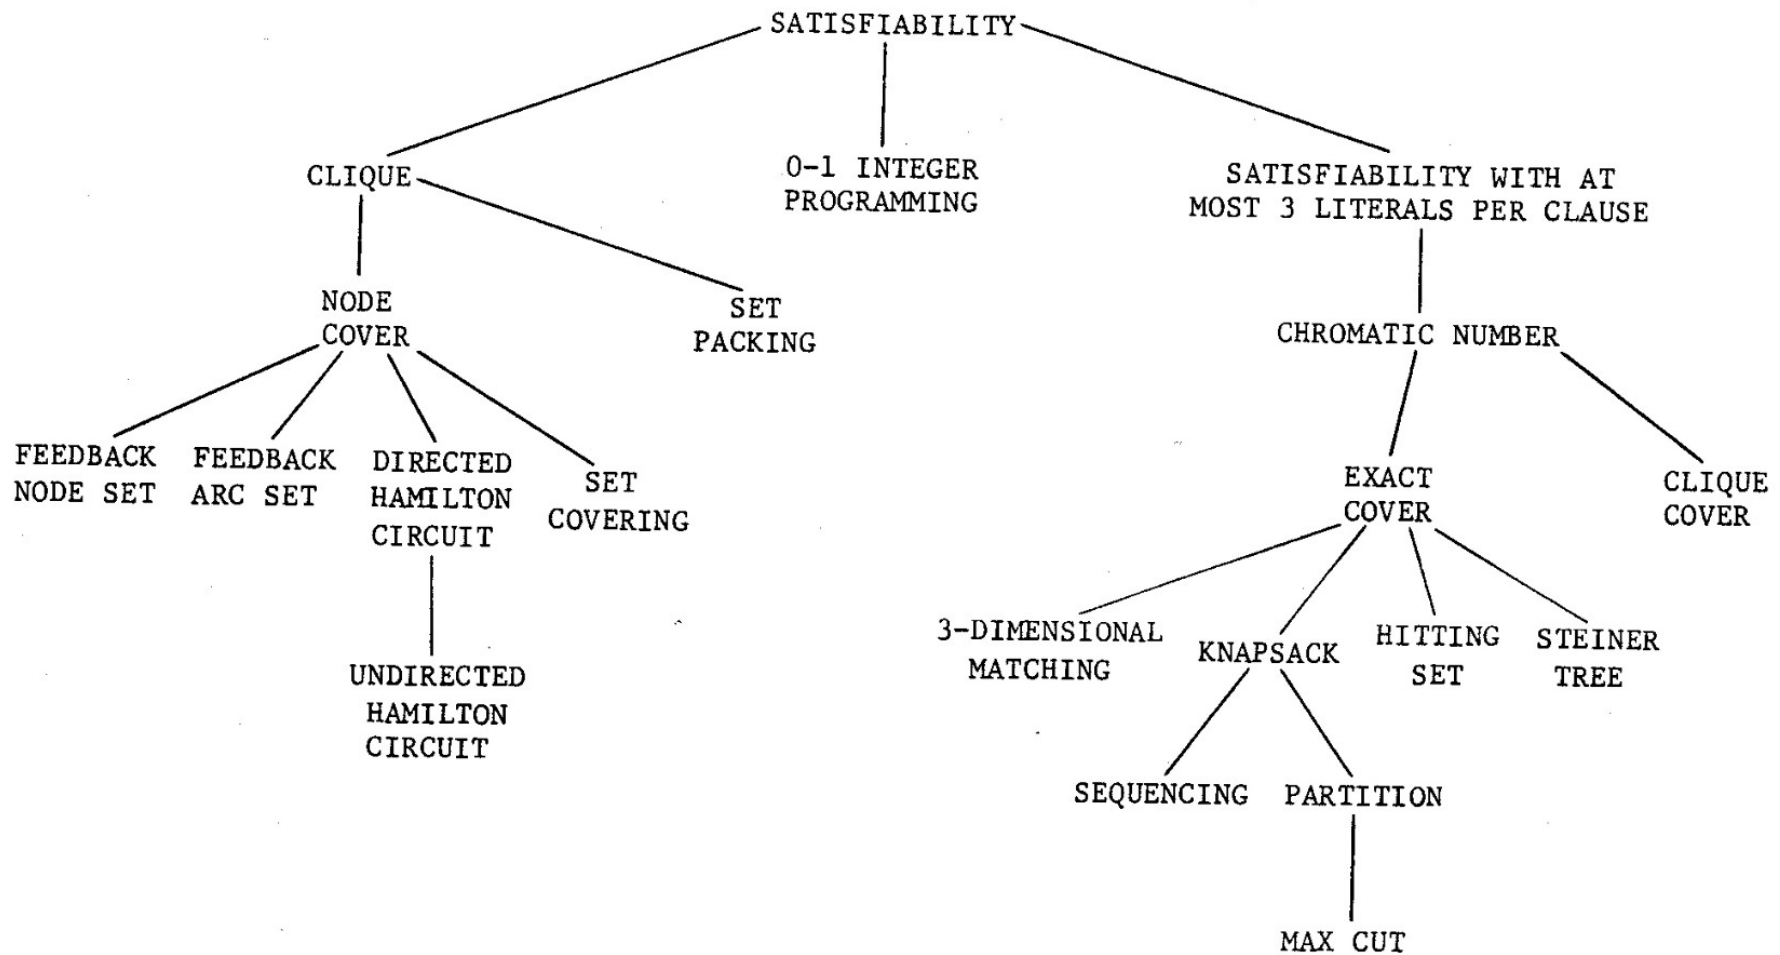 SATISFIABILITY
CLIQUE
0-1 INTEGER
PROGRAMMING
SATISFIABILITY WITH AT
MOST 3 LITERALS PER CLAUSE
NODE
COVER
SET
PACKING
CHROMATIC NUMBER
FEEDBACK
NODE SET
FEEDBACK
ARC SET
DIRECTED
HAMILTON
CIRCUIT
SET
COVERING
EXACT
COVER
CLIQUE
COVER
UNDIRECTED
HAMILTON
CIRCUIT
3-DIMENSIONAL
MATCHING
KNAPSACK
HITTING
SET
STEINER
TREE
SEQUENCING
PARTITION
MAX CUT